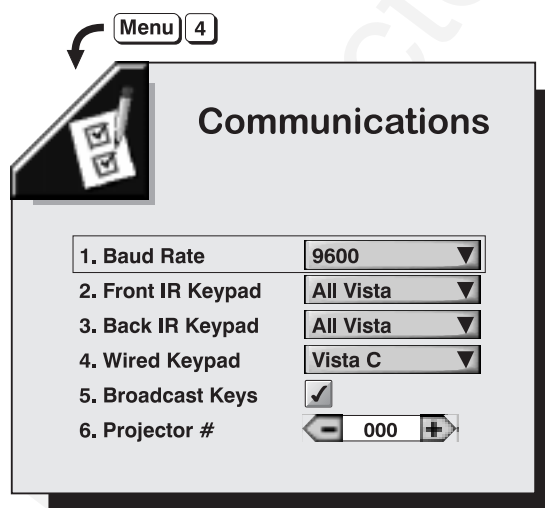 Menu 4
Communications
1. Baud Rate 9600
2. Front IR Keypad All Vista
3. Back IR Keypad All Vista
4. Wired Keypad Vista C
5. Broadcast Keys
6. Projector # 000